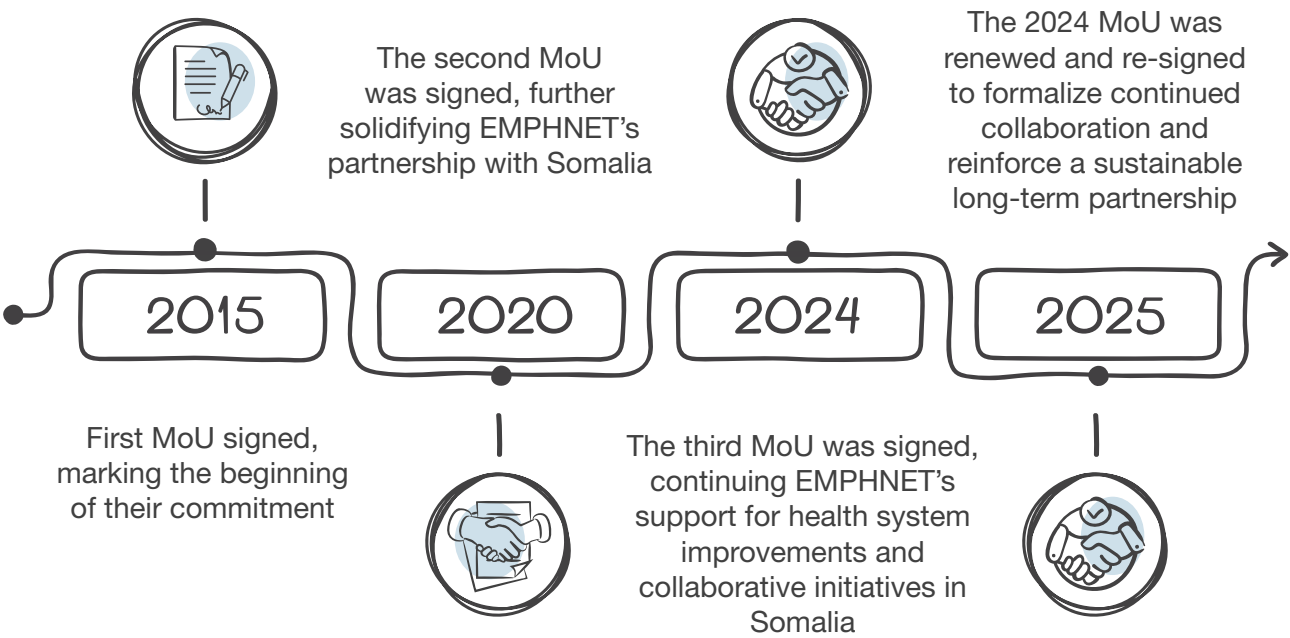 2015
First MoU signed,
marking the beginning
of their commitment
The second MoU
was signed, further
solidifying EMPHNET’s
partnership with Somalia
2020
2024
The third MoU was signed,
continuing EMPHNET’s
support for health system
improvements and
collaborative initiatives in
Somalia
The 2024 MoU was
renewed and re-signed
to formalize continued
collaboration and
reinforce a sustainable
long-term partnership
2025